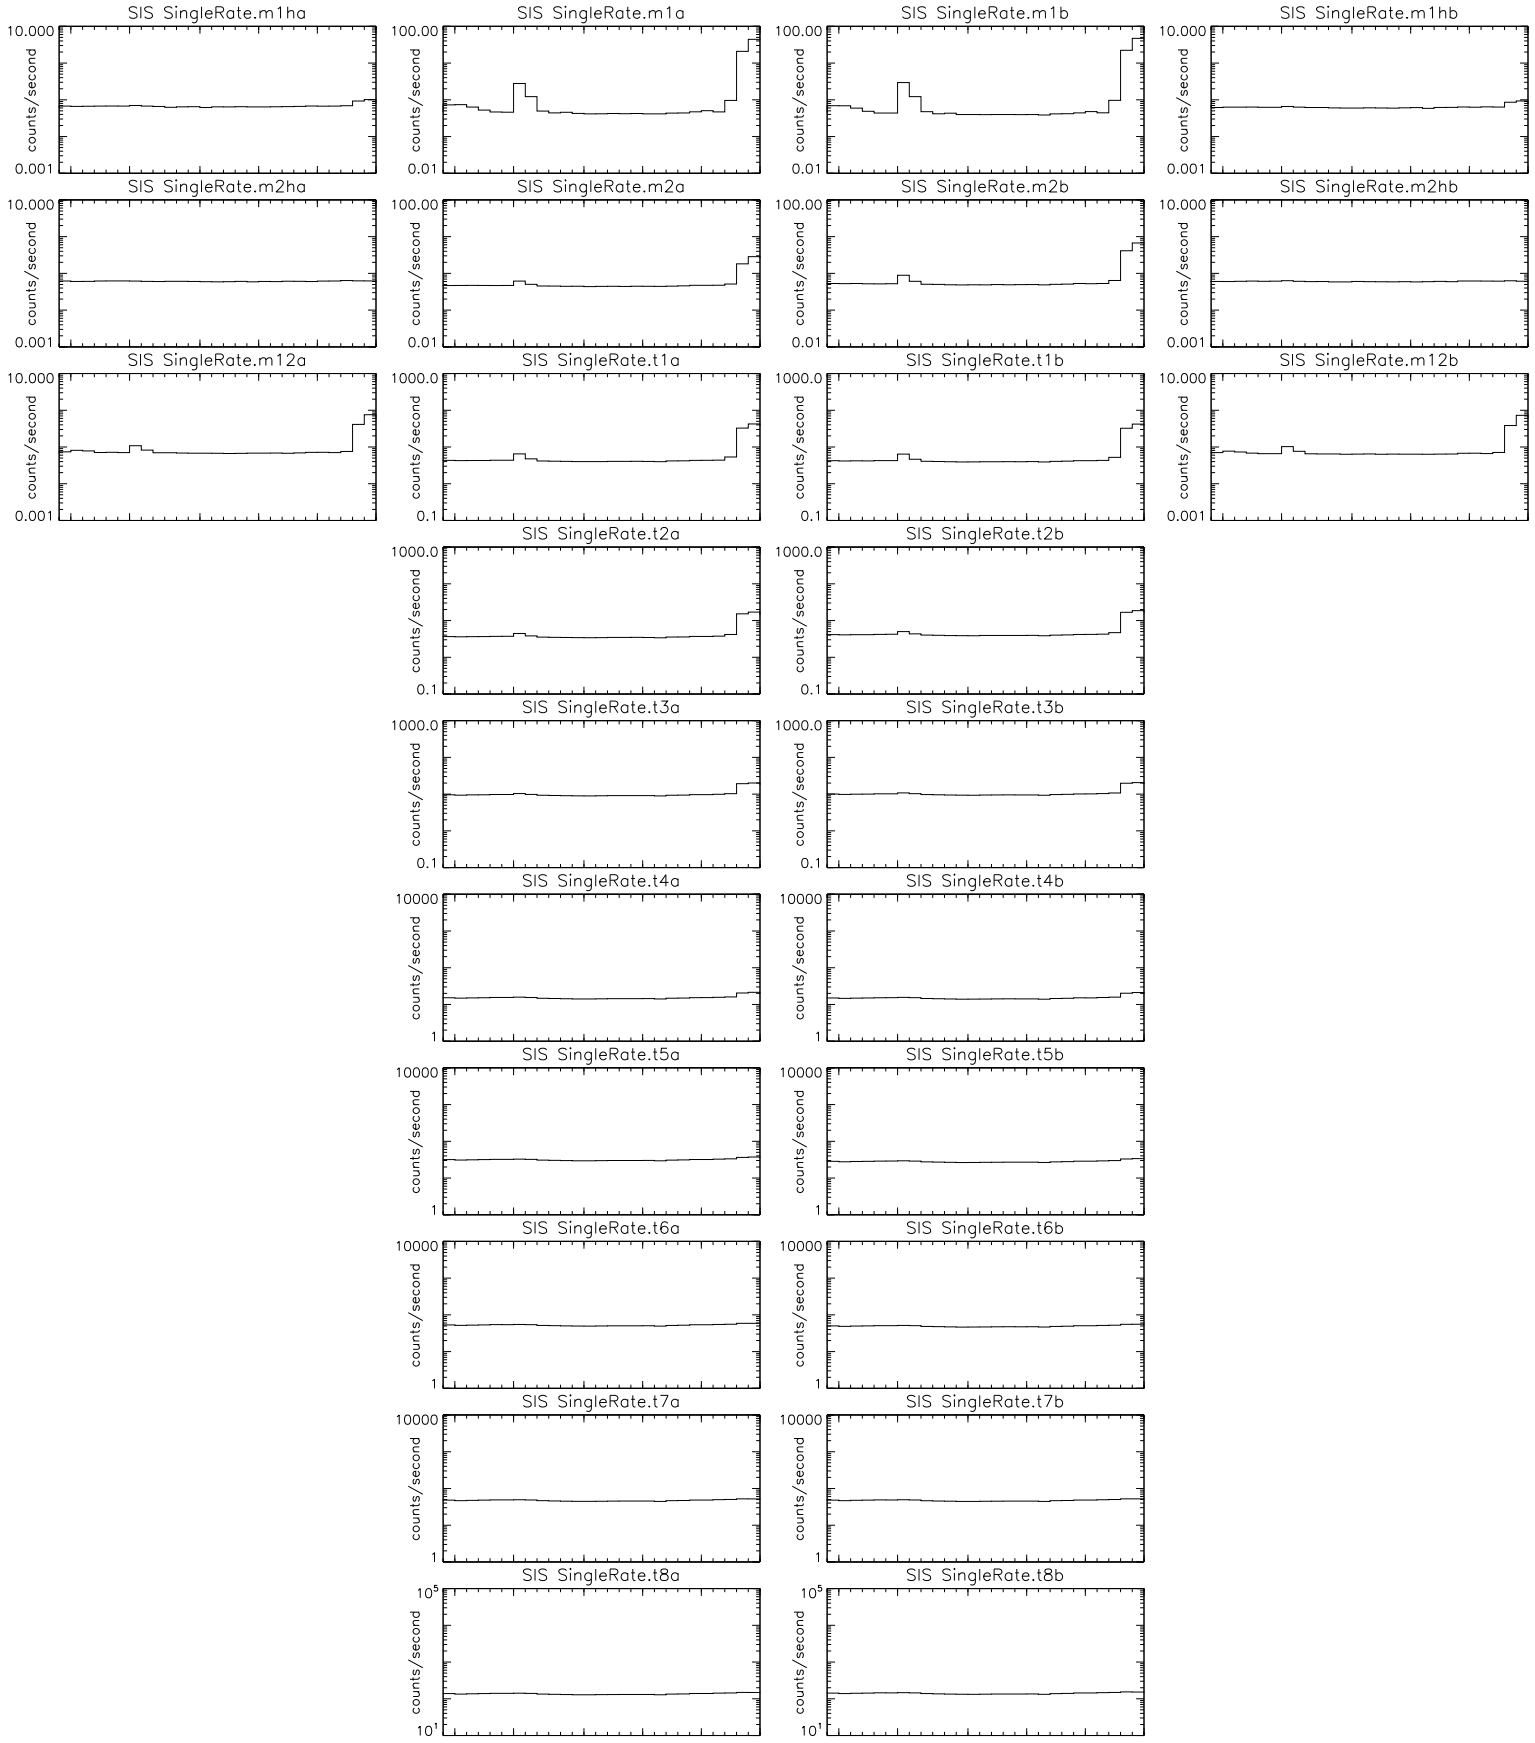 SIS SingleRate.m1ha
10.000
counts/second
0.001
SIS SingleRate.m1a
100.00
counts/second
0.01
SIS SingleRate.m1b
100.00
counts/second
0.01
SIS SingleRate.m1hb
10.000
counts/second
0.001
SIS SingleRate.m2ha
10.000
counts/second
0.001
SIS SingleRate.m2a
100.00
counts/second
0.01
SIS SingleRate.m2b
100.00
counts/second
0.01
SIS SingleRate.m2hb
10.000
counts/second
0.001
SIS SingleRate.m12a
10.000
counts/second
0.001
SIS SingleRate.t1a
1000.0
counts/second
0.1
SIS SingleRate.t1b
1000.0
counts/second
0.1
SIS SingleRate.m12b
10.000
counts/second
0.001
SIS SingleRate.t2a
1000.0
counts/second
0.1
SIS SingleRate.t2b
1000.0
counts/second
0.1
SIS SingleRate.t3a
1000.0
counts/second
0.1
SIS SingleRate.t3b
1000.0
counts/second
0.1
SIS SingleRate.t4a
10000
counts/second
1
SIS SingleRate.t4b
10000
counts/second
1
SIS SingleRate.t5a
10000
counts/second
1
SIS SingleRate.t5b
10000
counts/second
1
SIS SingleRate.t6a
10000
counts/second
1
SIS SingleRate.t6b
10000
counts/second
1
SIS SingleRate.t7a
10000
counts/second
1
SIS SingleRate.t7b
10000
counts/second
1
SIS SingleRate.t8a
10⁵
counts/second
10¹
SIS SingleRate.t8b
10⁵
counts/second
10¹